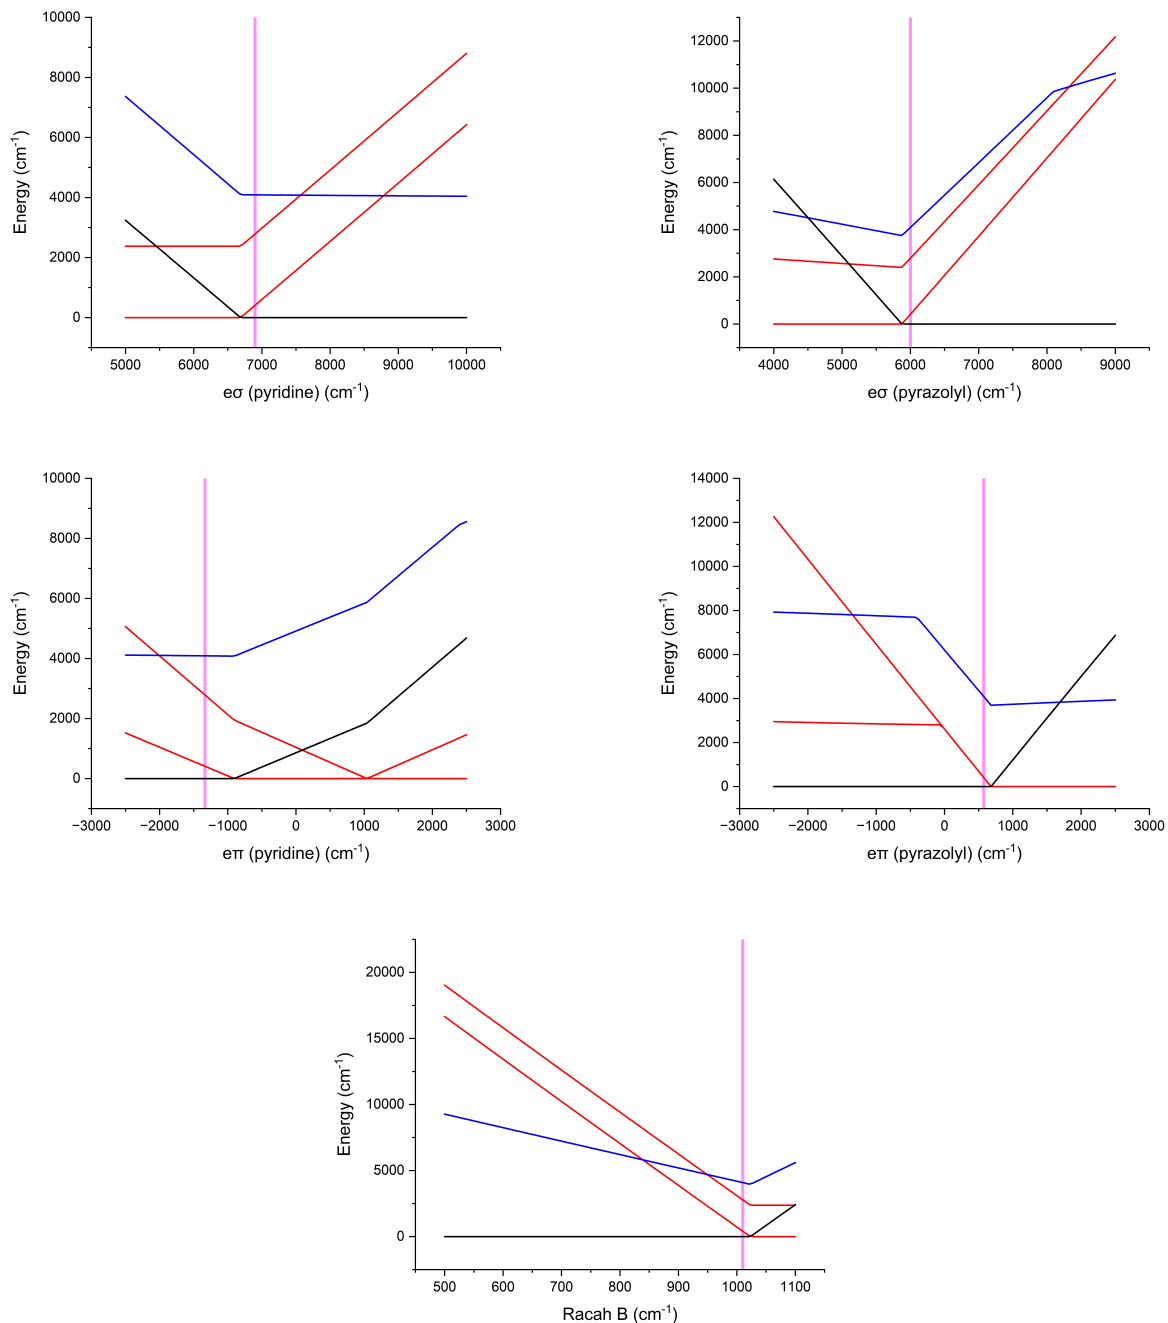 10000
8000
6000
4000
2000
0
Energy (cm⁻¹)
5000 6000 7000 8000 9000 10000
eσ (pyridine) (cm⁻¹)
12000
10000
8000
6000
4000
2000
0
Energy (cm⁻¹)
4000 5000 6000 7000 8000 9000
eσ (pyrazolyl) (cm⁻¹)
10000
8000
6000
4000
2000
0
Energy (cm⁻¹)
−3000 −2000 −1000 0 1000 2000 3000
eπ (pyridine) (cm⁻¹)
14000
12000
10000
8000
6000
4000
2000
0
Energy (cm⁻¹)
−3000 −2000 −1000 0 1000 2000 3000
eπ (pyrazolyl) (cm⁻¹)
20000
15000
10000
5000
0
Energy (cm⁻¹)
500 600 700 800 900 1000 1100
Racah B (cm⁻¹)